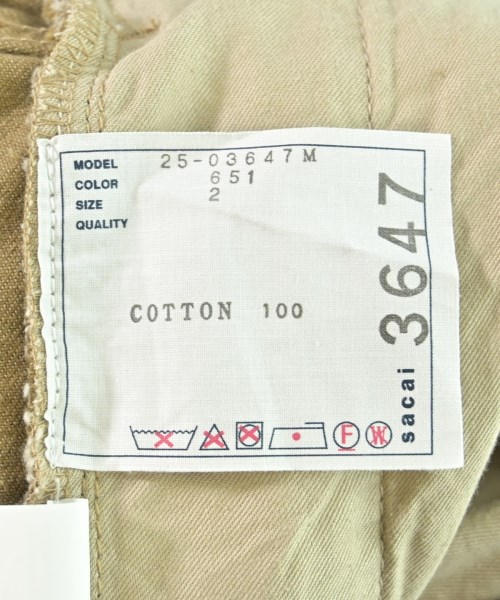 MODEL 25-03647M
COLOR 651
SIZE 2
QUALITY
COTTON 100
F W
sacai 3647